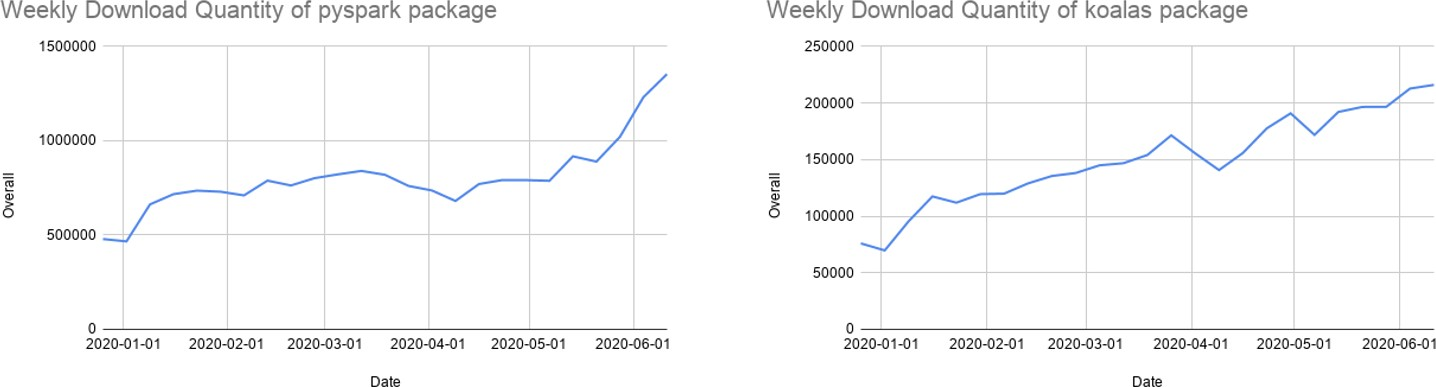 Weekly Download Quantity of pyspark package
1500000
1000000
500000
0
Overall
2020-01-01 2020-02-01 2020-03-01 2020-04-01 2020-05-01 2020-06-01
Date
Weekly Download Quantity of koalas package
250000
200000
150000
100000
50000
0
Overall
2020-01-01 2020-02-01 2020-03-01 2020-04-01 2020-05-01 2020-06-01
Date